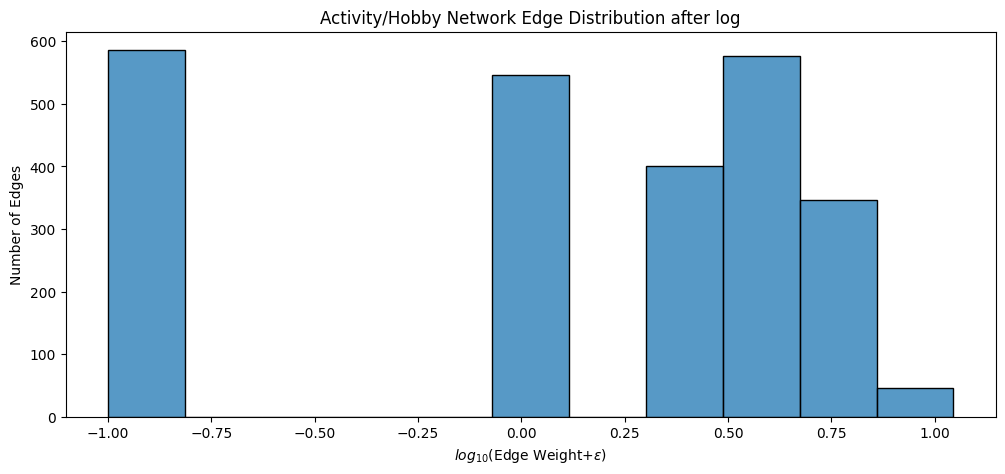 Activity/Hobby Network Edge Distribution after log
600
500
400
300
200
100
0
Number of Edges
−1.00 −0.75 −0.50 −0.25 0.00 0.25 0.50 0.75 1.00
log₁₀(Edge Weight+ε)